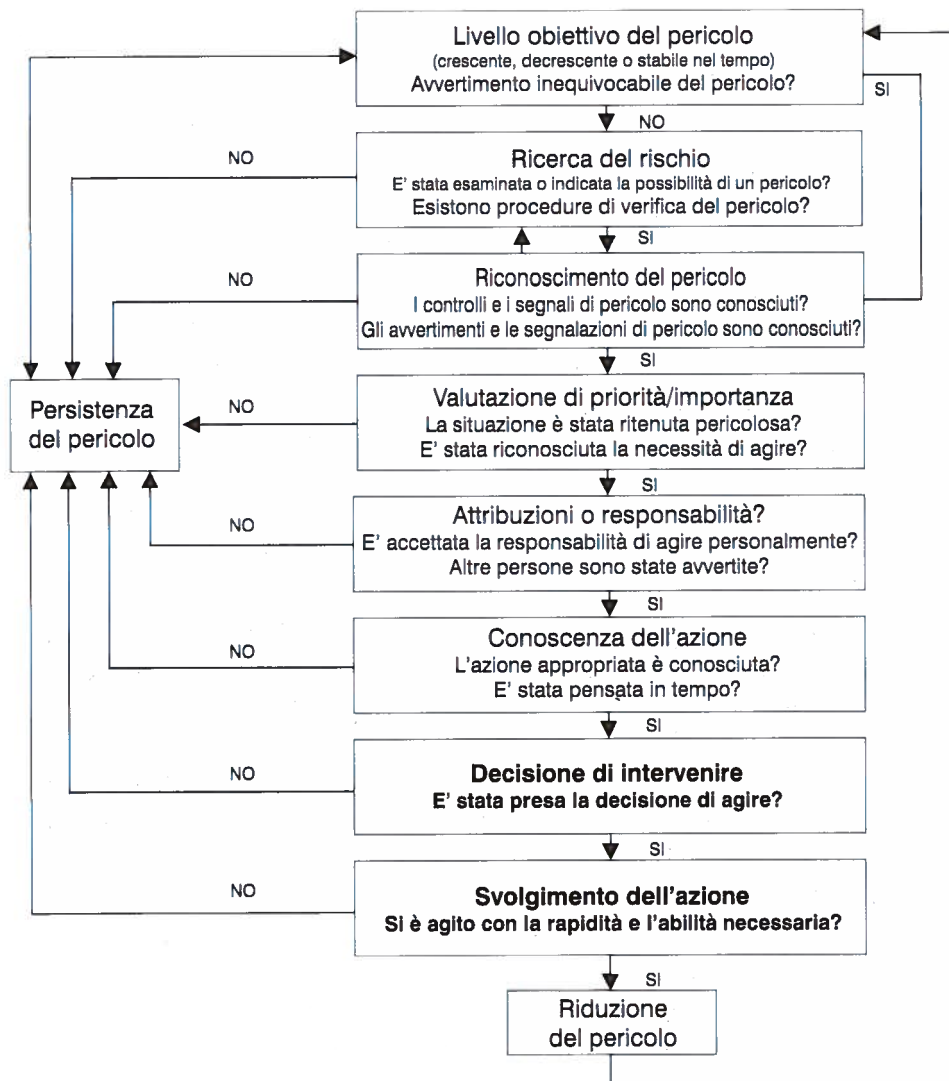 Livello obiettivo del pericolo
(crescente, decrescente o stabile nel tempo)
Avvertimento inequivocabile del pericolo?
SI
NO
Ricerca del rischio
E' stata esaminata o indicata la possibilità di un pericolo?
Esistono procedure di verifica del pericolo?
NO
SI
Riconoscimento del pericolo
I controlli e i segnali di pericolo sono conosciuti?
Gli avvertimenti e le segnalazioni di pericolo sono conosciuti?
NO
SI
Persistenza
del pericolo
Valutazione di priorità/importanza
La situazione è stata ritenuta pericolosa?
E' stata riconosciuta la necessità di agire?
NO
SI
Attribuzioni o responsabilità?
E' accettata la responsabilità di agire personalmente?
Altre persone sono state avvertite?
NO
SI
Conoscenza dell'azione
L'azione appropriata è conosciuta?
E' stata pensata in tempo?
NO
SI
Decisione di intervenire
E' stata presa la decisione di agire?
NO
SI
Svolgimento dell'azione
Si è agito con la rapidità e l'abilità necessaria?
NO
SI
Riduzione
del pericolo